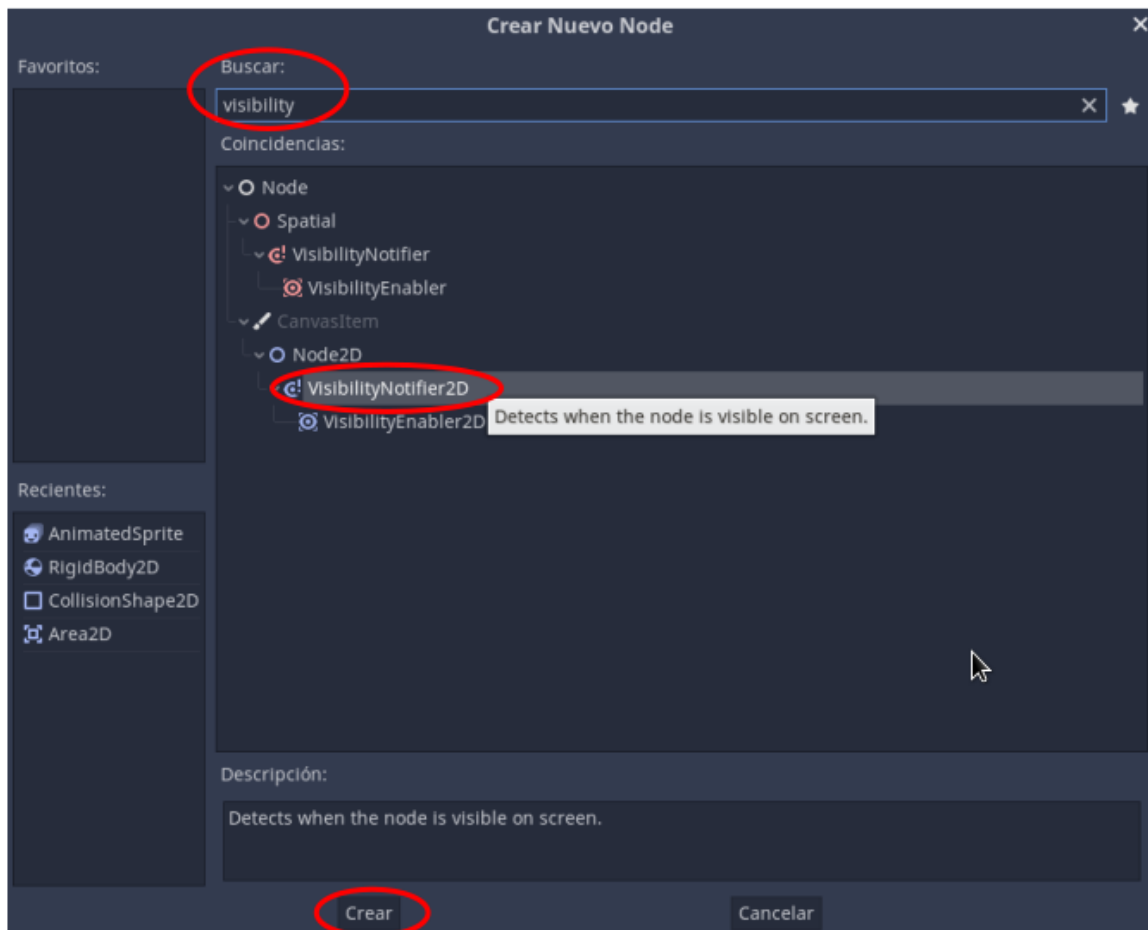 Crear Nuevo Node
Favoritos:
Buscar:
visibility
Coincidencias:
Node
Spatial
VisibilityNotifier
VisibilityEnabler
CanvasItem
Node2D
VisibilityNotifier2D
VisibilityEnabler2D
Detects when the node is visible on screen.
Recientes:
AnimatedSprite
RigidBody2D
CollisionShape2D
Area2D
Descripción:
Detects when the node is visible on screen.
Crear
Cancelar